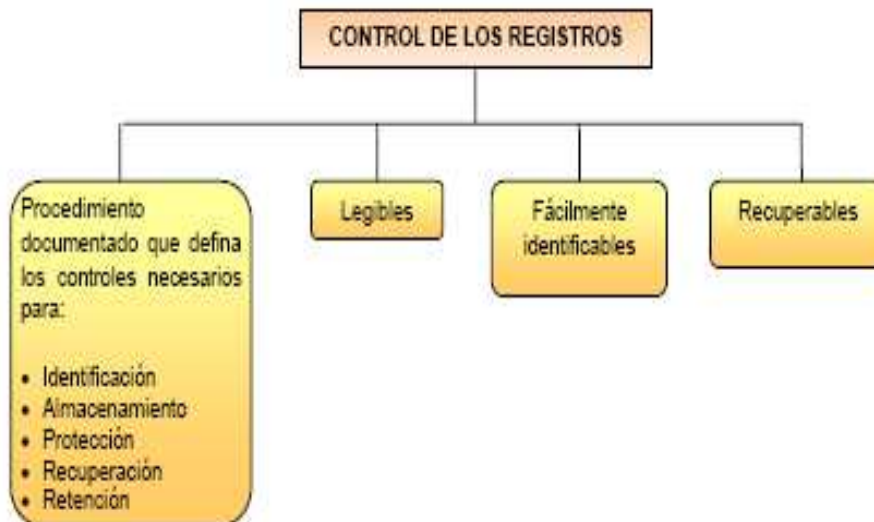 CONTROL DE LOS REGISTROS
Procedimiento
documentado que defina
los controles necesarios
para:
• Identificación
• Almacenamiento
• Protección
• Recuperación
• Retención
Legibles
Fácilmente
identificables
Recuperables